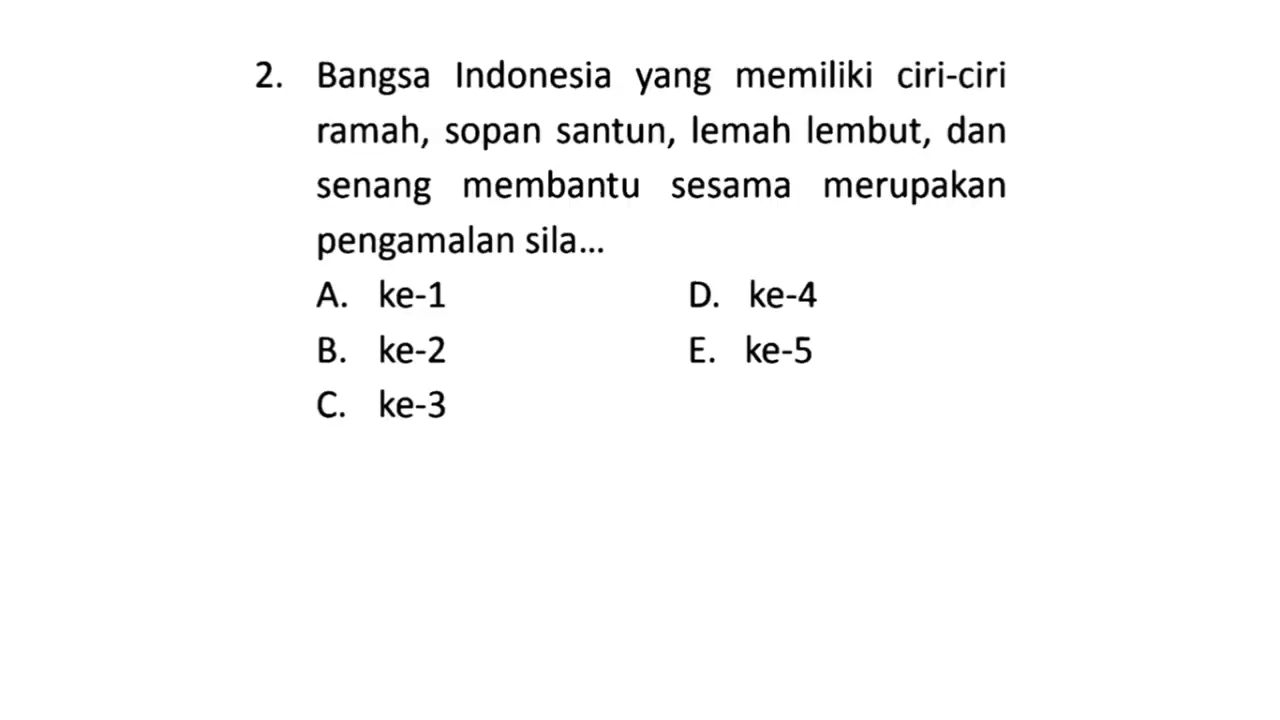 2. Bangsa Indonesia yang memiliki ciri-ciri
ramah, sopan santun, lemah lembut, dan
senang membantu sesama merupakan
pengamalan sila...
A. ke-1 D. ke-4
B. ke-2 E. ke-5
C. ke-3